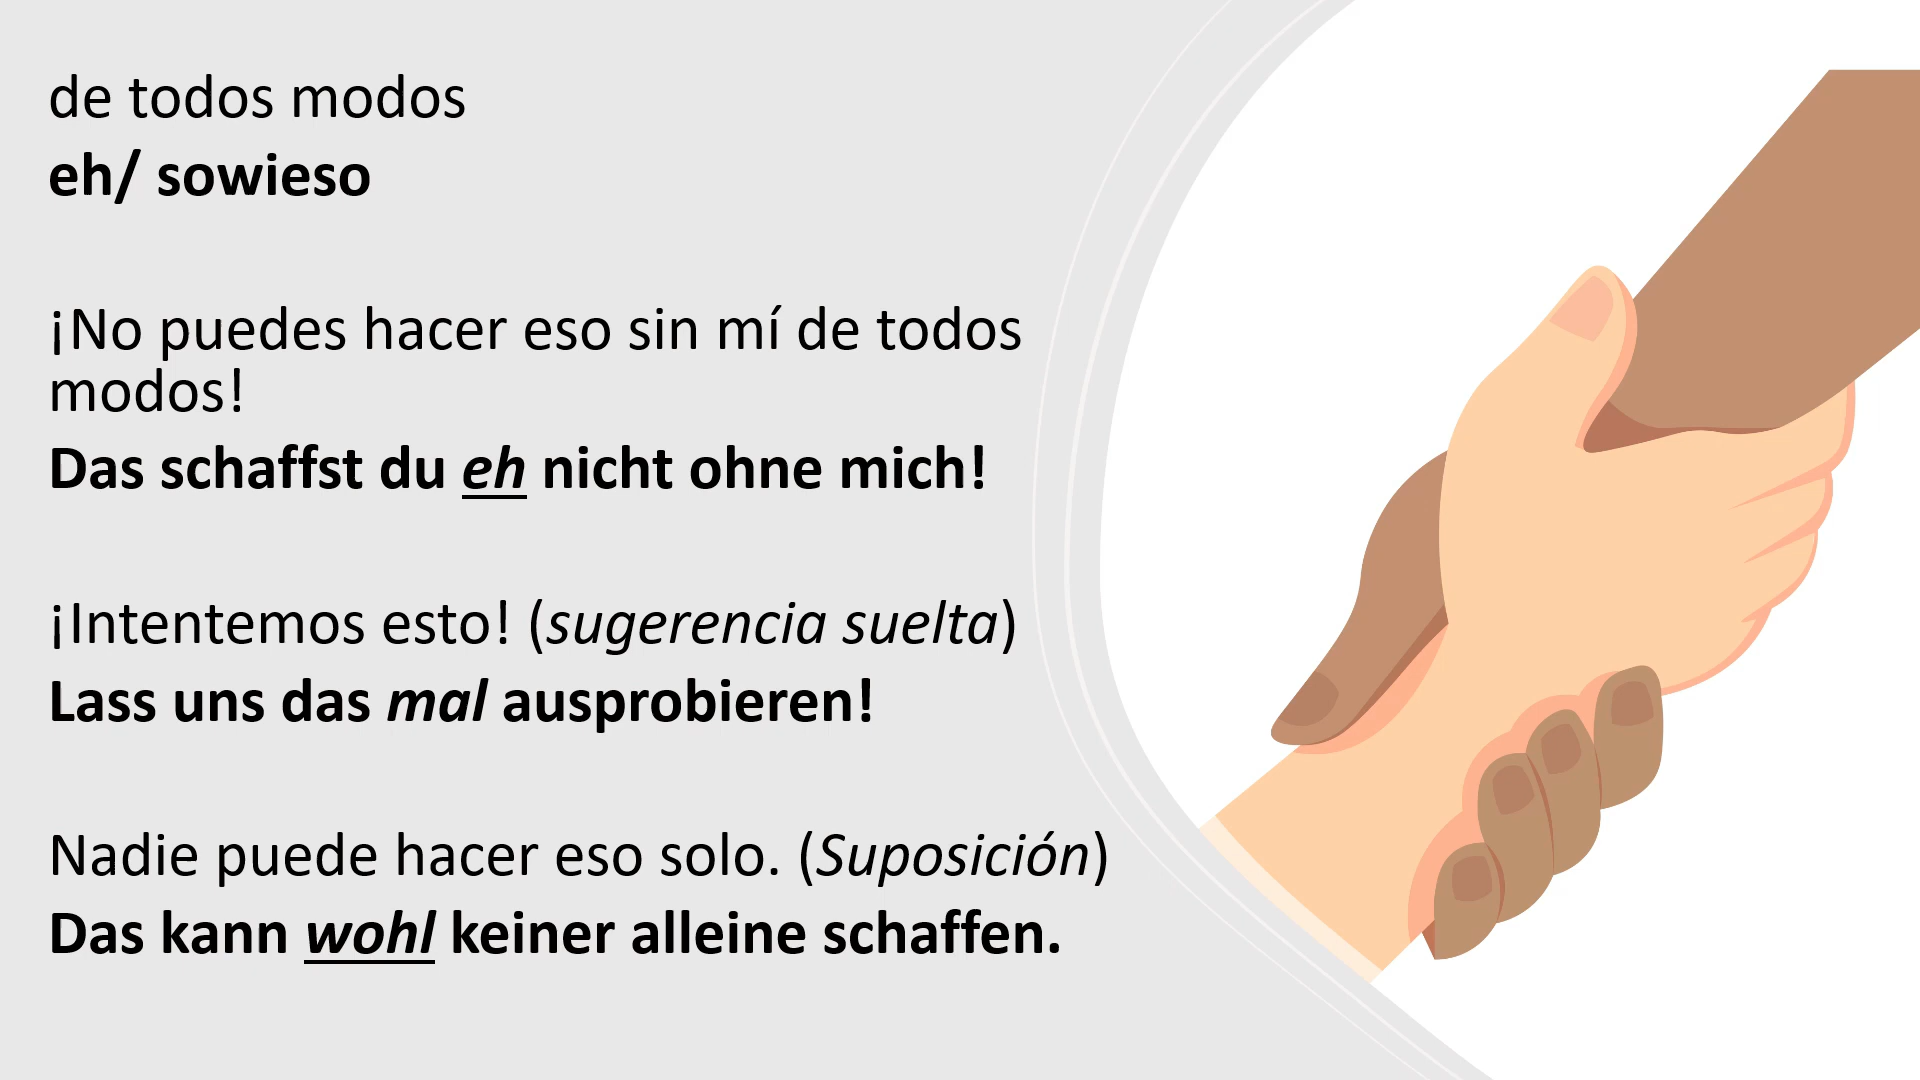 de todos modos
eh/ sowieso
¡No puedes hacer eso sin mí de todos
modos!
Das schaffst du eh nicht ohne mich!
¡Intentemos esto! (sugerencia suelta)
Lass uns das mal ausprobieren!
Nadie puede hacer eso solo. (Suposición)
Das kann wohl keiner alleine schaffen.